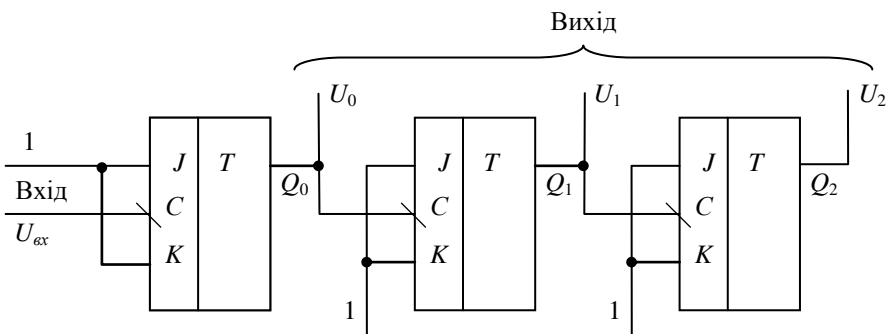 Вихід
U0 U1 U2
1 J T J T J T
Q0 Q1 Q2
Вхід C C C
Uвх
K K K
1 1